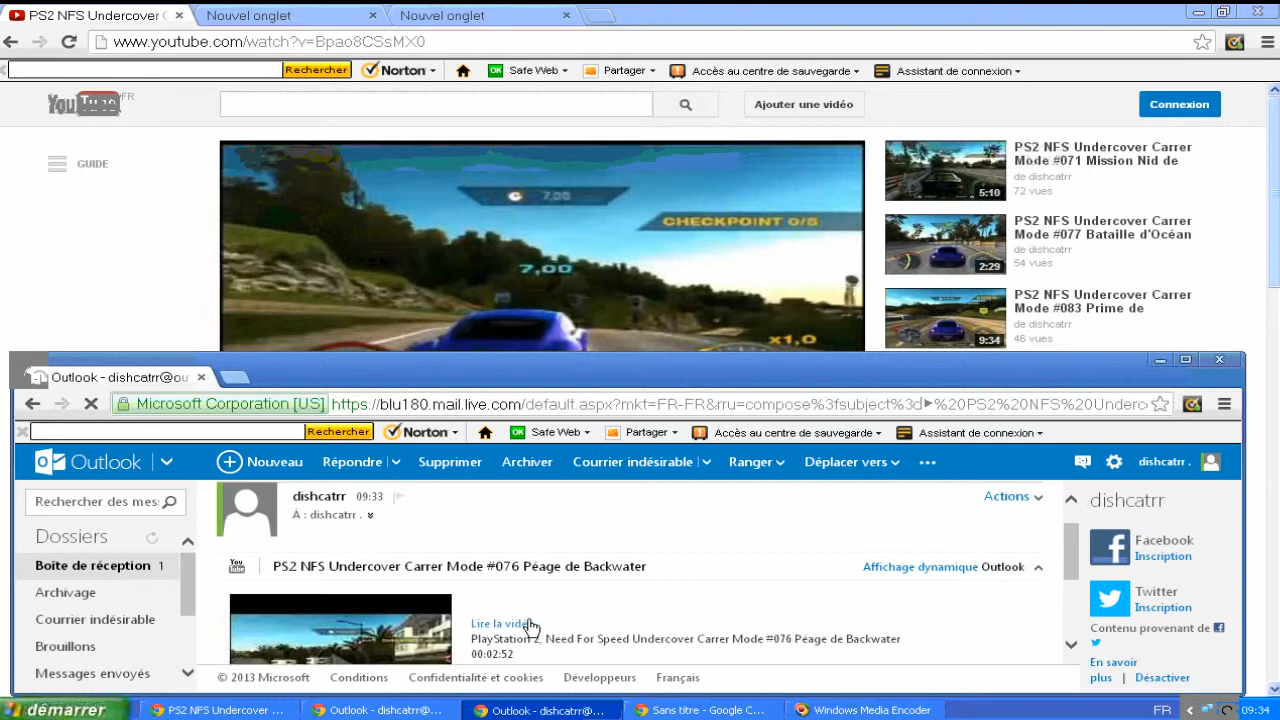 PS2 NFS Undercover C
Nouvel onglet
Nouvel onglet
www.youtube.com/watch?v=Bpao8CSsMX0
Rechercher
Norton
OK Safe Web
Partager
Accès au centre de sauvegarde
Assistant de connexion
YouTube FR
Ajouter une vidéo
Connexion
GUIDE
7,00
CHECKPOINT 0/5
7,00
x1,0
PS2 NFS Undercover Carrer
Mode #071 Mission Nid de
de dishcatrr
72 vues
5:10
PS2 NFS Undercover Carrer
Mode #077 Bataille d'Océan
de dishcatrr
54 vues
2:29
PS2 NFS Undercover Carrer
Mode #083 Prime de
de dishcatrr
46 vues
9:34
Outlook - dishcatrr@ou
Microsoft Corporation [US] https://blu180.mail.live.com/default.aspx?mkt=FR-FR&rru=compose%3fsubject%3d►%20PS2%20NFS%20Underc
Rechercher
Norton
OK Safe Web
Partager
Accès au centre de sauvegarde
Assistant de connexion
Outlook
Nouveau
Répondre
Supprimer
Archiver
Courrier indésirable
Ranger
Déplacer vers
dishcatrr .
Rechercher des mes
Dossiers
Boîte de réception 1
Archivage
Courrier indésirable
Brouillons
Messages envoyés
dishcatrr 09:33
Actions
À : dishcatrr .
You Tube
PS2 NFS Undercover Carrer Mode #076 Péage de Backwater
Affichage dynamique Outlook
Lire la vidéo
PlayStation 2, Need For Speed Undercover Carrer Mode #076 Péage de Backwater
00:02:52
© 2013 Microsoft
Conditions
Confidentialité et cookies
Développeurs
Français
dishcatrr
Facebook
Inscription
Twitter
Inscription
Contenu provenant de
En savoir
plus
Désactiver
démarrer
PS2 NFS Undercover ...
Outlook - dishcatrr@...
Outlook - dishcatrr@...
Sans titre - Google C...
Windows Media Encoder
FR
09:34